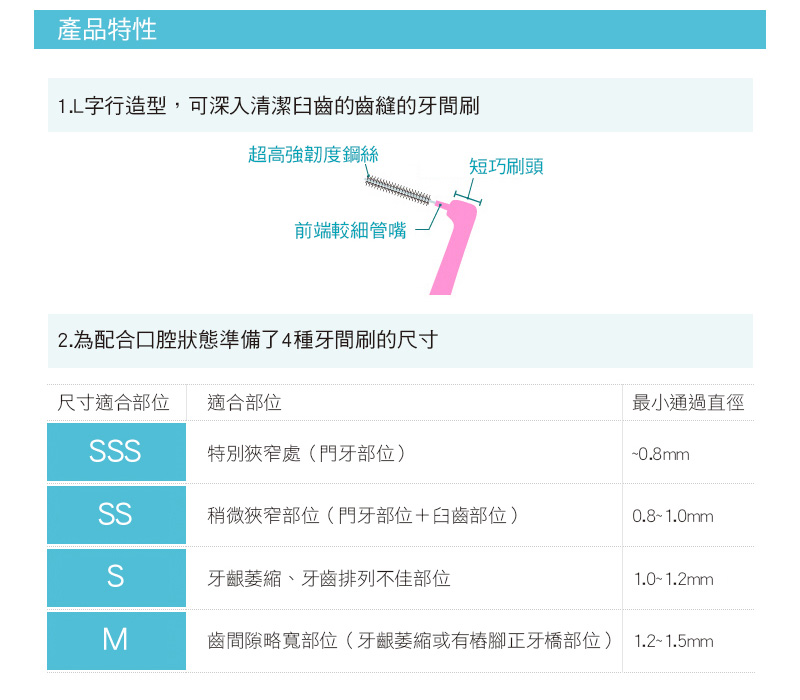 產品特性
1.L字行造型，可深入清潔臼齒的齒縫的牙間刷
超高強韌度鋼絲
短巧刷頭
前端較細管嘴
2.為配合口腔狀態準備了4種牙間刷的尺寸
尺寸適合部位 適合部位 最小通過直徑
SSS 特別狹窄處（門牙部位） ~0.8mm
SS 稍微狹窄部位（門牙部位＋臼齒部位） 0.8~1.0mm
S 牙齦萎縮、牙齒排列不佳部位 1.0~1.2mm
M 齒間隙略寬部位（牙齦萎縮或有樁腳正牙橋部位） 1.2~1.5mm